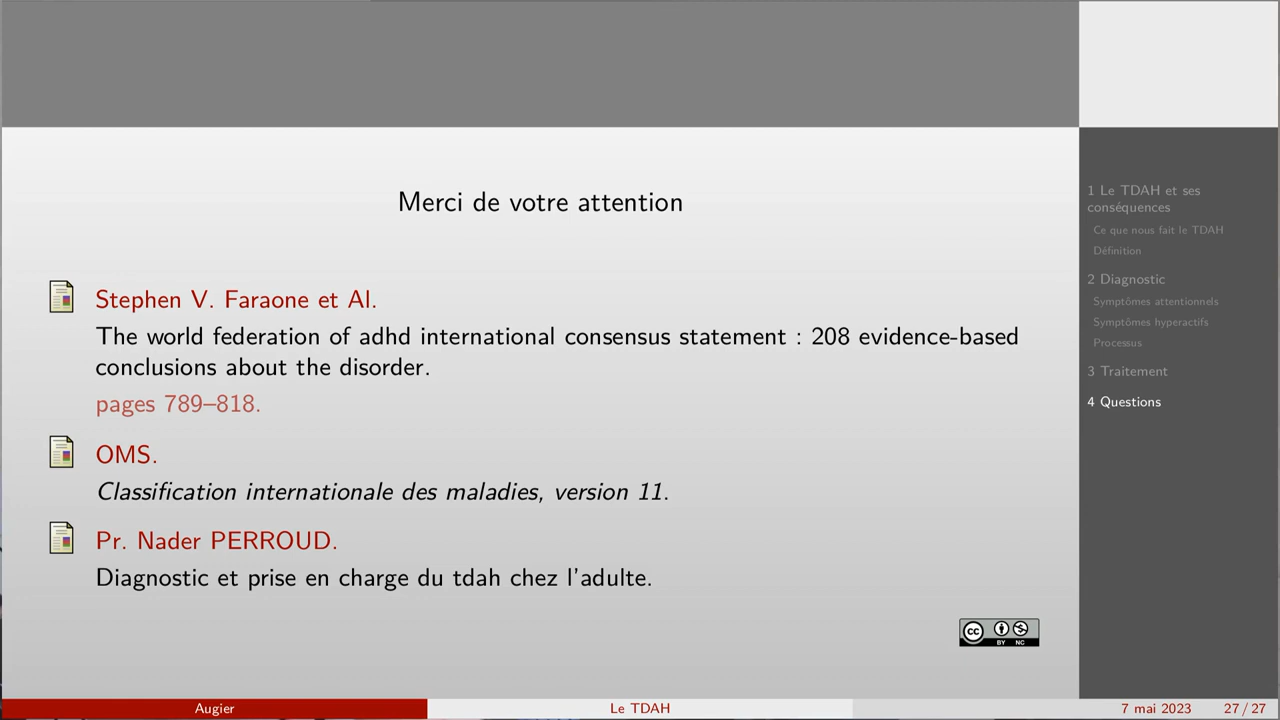 Merci de votre attention
Stephen V. Faraone et Al.
The world federation of adhd international consensus statement : 208 evidence-based
conclusions about the disorder.
pages 789–818.
OMS.
Classification internationale des maladies, version 11.
Pr. Nader PERROUD.
Diagnostic et prise en charge du tdah chez l'adulte.
cc
BY NC
1 Le TDAH et ses
conséquences
Ce que nous fait le TDAH
Définition
2 Diagnostic
Symptômes attentionnels
Symptômes hyperactifs
Processus
3 Traitement
4 Questions
Augier
Le TDAH
7 mai 2023
27 / 27